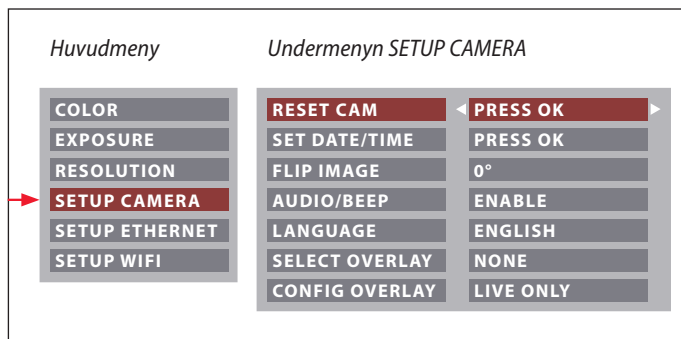 Huvudmeny
COLOR
EXPOSURE
RESOLUTION
SETUP CAMERA
SETUP ETHERNET
SETUP WIFI
Undermenyn SETUP CAMERA
RESET CAM PRESS OK
SET DATE/TIME PRESS OK
FLIP IMAGE 0°
AUDIO/BEEP ENABLE
LANGUAGE ENGLISH
SELECT OVERLAY NONE
CONFIG OVERLAY LIVE ONLY